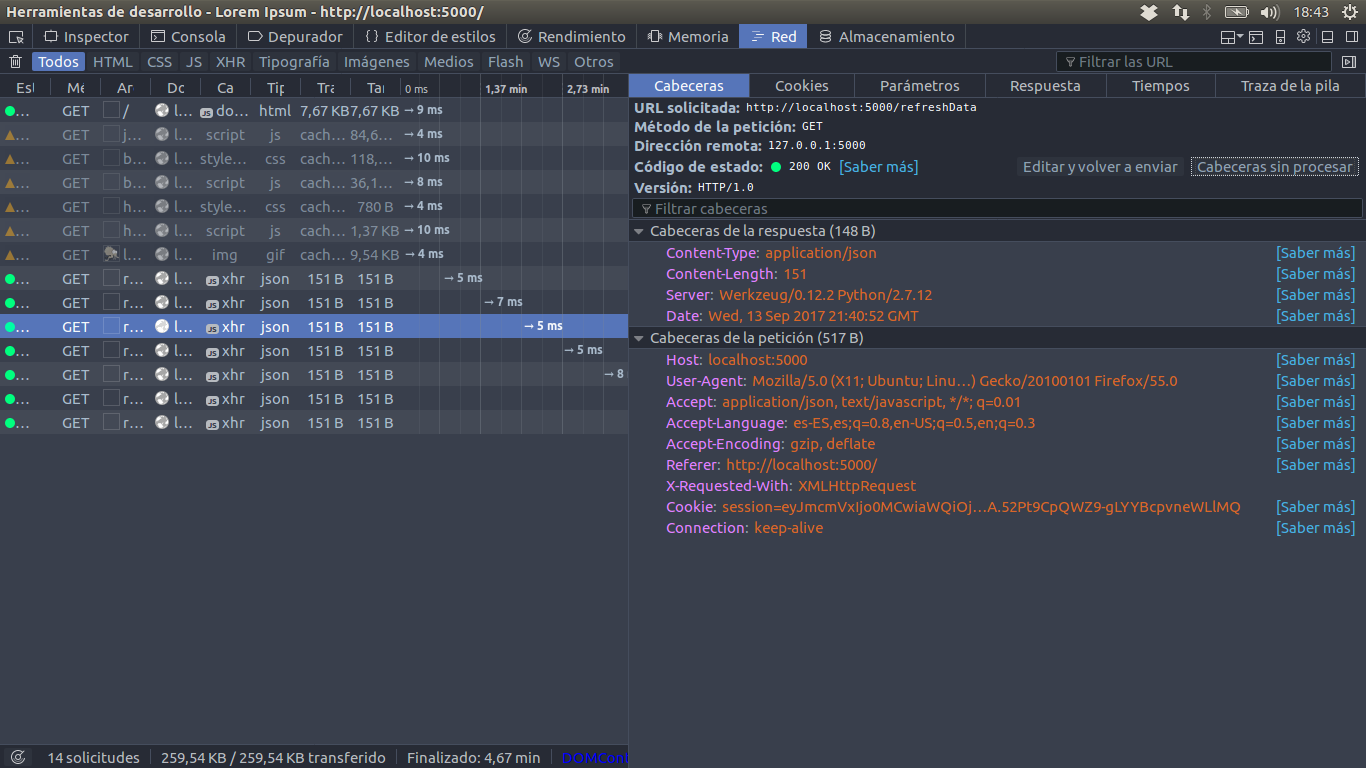 Herramientas de desarrollo - Lorem Ipsum - http://localhost:5000/ 18:43
Inspector Consola Depurador Editor de estilos Rendimiento Memoria Red Almacenamiento
Todos HTML CSS JS XHR Tipografía Imágenes Medios Flash WS Otros Filtrar las URL
Est Mé Ar Do Ca Tip Tra Tar 0 ms 1,37 min 2,73 min
... GET / l... JS do... html 7,67 KB 7,67 KB → 9 ms
... GET j... l... script js cach... 84,6... → 4 ms
... GET b... l... style... css cach... 118,... → 10 ms
... GET b... l... script js cach... 36,1... → 8 ms
... GET h... l... style... css cach... 780 B → 4 ms
... GET h... l... script js cach... 1,37 KB → 10 ms
... GET l... l... img gif cach... 9,54 KB → 4 ms
... GET r... l... JS xhr json 151 B 151 B → 5 ms
... GET r... l... JS xhr json 151 B 151 B → 7 ms
... GET r... l... JS xhr json 151 B 151 B → 5 ms
... GET r... l... JS xhr json 151 B 151 B → 5 ms
... GET r... l... JS xhr json 151 B 151 B → 8
... GET r... l... JS xhr json 151 B 151 B
... GET r... l... JS xhr json 151 B 151 B
14 solicitudes 259,54 KB / 259,54 KB transferido Finalizado: 4,67 min DOMCont
Cabeceras Cookies Parámetros Respuesta Tiempos Traza de la pila
URL solicitada: http://localhost:5000/refreshData
Método de la petición: GET
Dirección remota: 127.0.0.1:5000
Código de estado: 200 OK [Saber más] Editar y volver a enviar Cabeceras sin procesar
Versión: HTTP/1.0
Filtrar cabeceras
Cabeceras de la respuesta (148 B)
Content-Type: application/json [Saber más]
Content-Length: 151 [Saber más]
Server: Werkzeug/0.12.2 Python/2.7.12 [Saber más]
Date: Wed, 13 Sep 2017 21:40:52 GMT [Saber más]
Cabeceras de la petición (517 B)
Host: localhost:5000 [Saber más]
User-Agent: Mozilla/5.0 (X11; Ubuntu; Linu...) Gecko/20100101 Firefox/55.0 [Saber más]
Accept: application/json, text/javascript, */*; q=0.01 [Saber más]
Accept-Language: es-ES,es;q=0.8,en-US;q=0.5,en;q=0.3 [Saber más]
Accept-Encoding: gzip, deflate [Saber más]
Referer: http://localhost:5000/ [Saber más]
X-Requested-With: XMLHttpRequest
Cookie: session=eyJmcmVxIjo0MCwiaWQiOj...A.52Pt9CpQWZ9-gLYYBcpvneWLlMQ [Saber más]
Connection: keep-alive [Saber más]